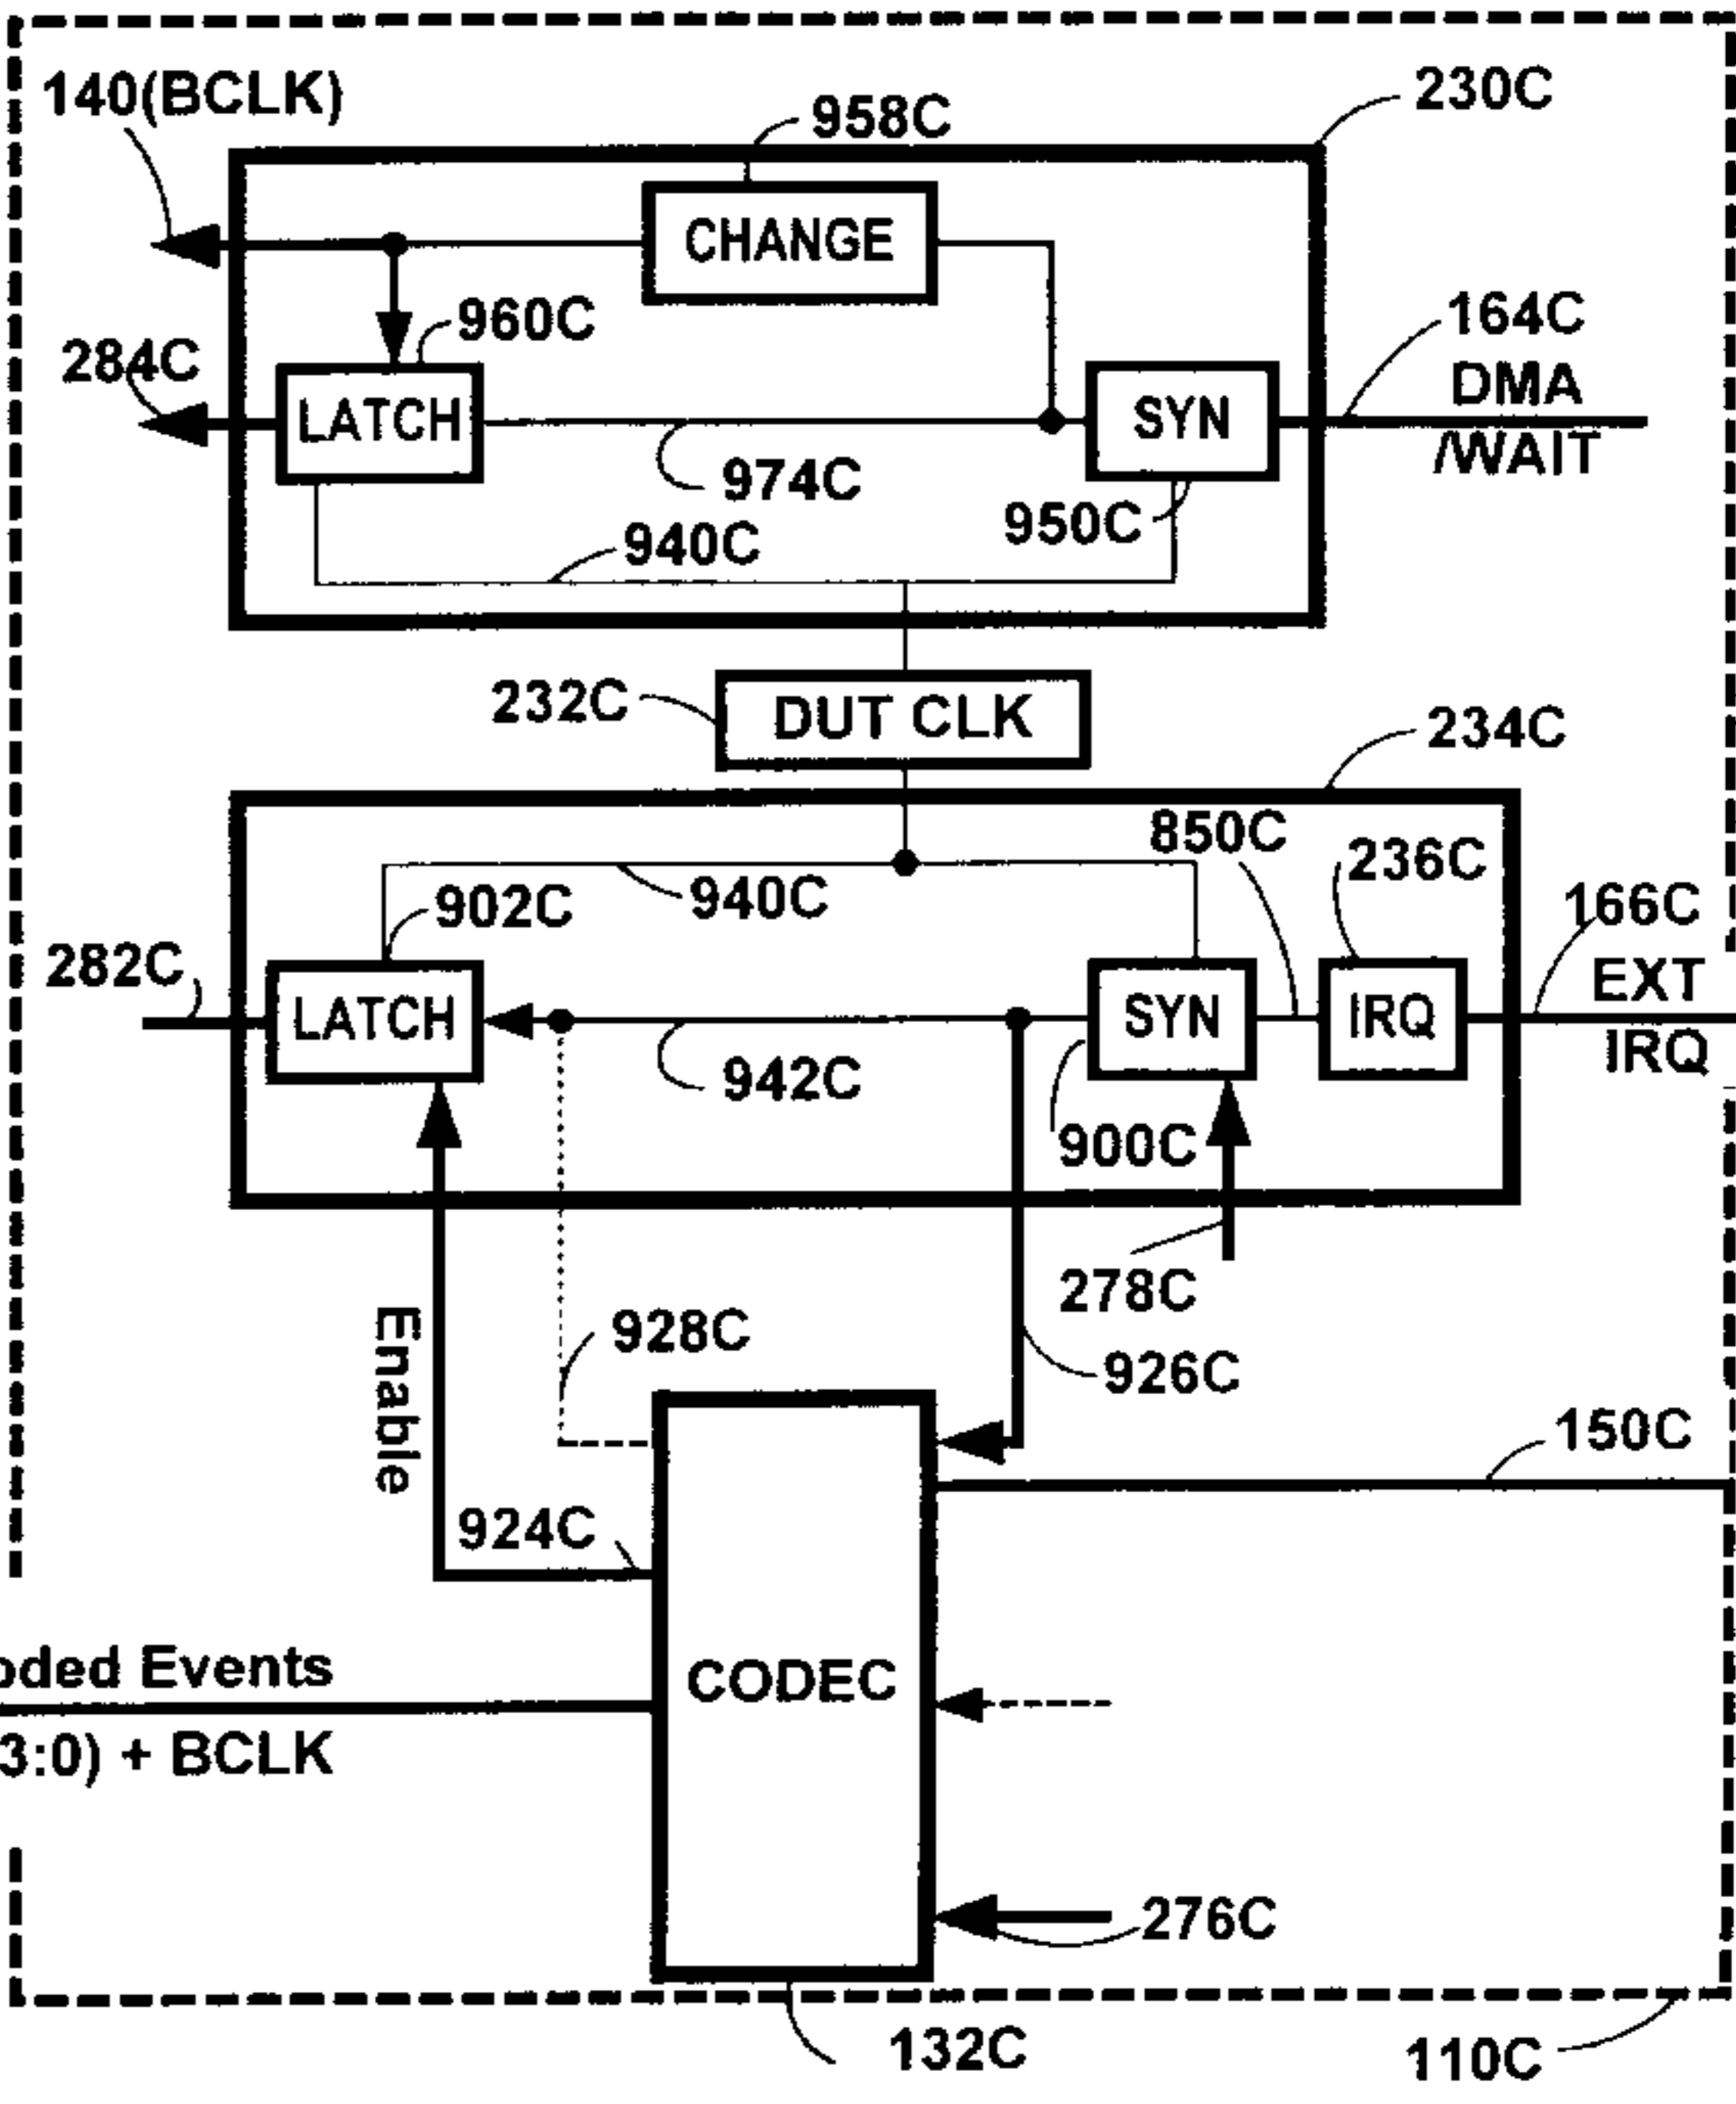 140(BCLK)
958C
230C
CHANGE
960C
164C
284C
DMA
LATCH
SYN
/WAIT
974C
950C
940C
232C
DUT CLK
234C
850C
236C
902C
940C
166C
282C
EXT
LATCH
SYN
IRQ
IRQ
942C
900C
278C
Enable
928C
926C
150C
924C
oded Events
CODEC
3:0) + BCLK
276C
132C
110C